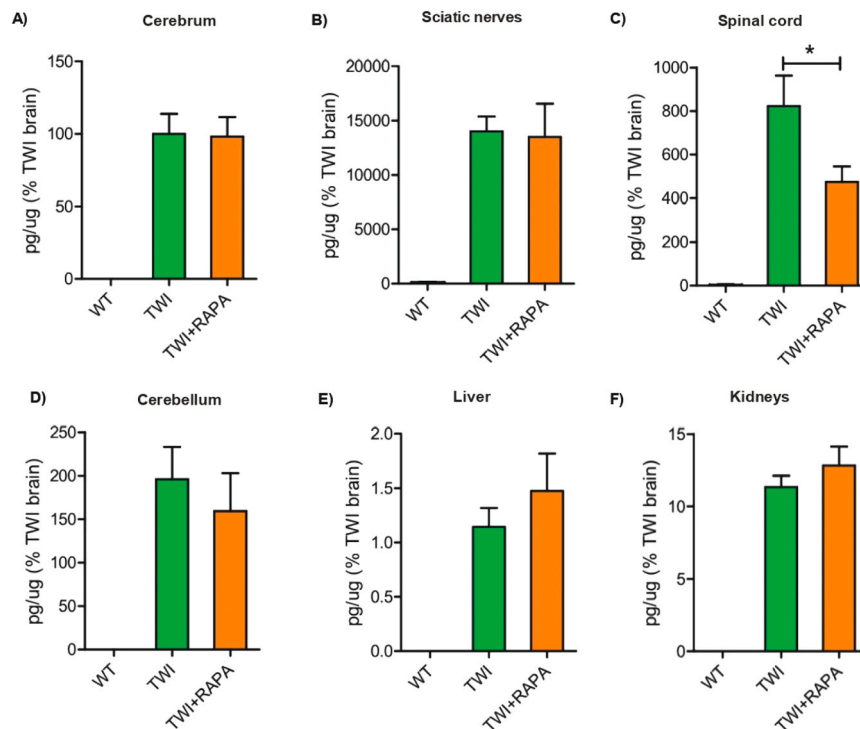 A)
Cerebrum
pg/ug (% TWI brain)
150
100
50
0
WT
TWI
TWI+RAPA
B)
Sciatic nerves
pg/ug (% TWI brain)
20000
15000
10000
5000
0
WT
TWI
TWI+RAPA
C)
Spinal cord
pg/ug (% TWI brain)
1000
800
600
400
200
0
*
WT
TWI
TWI+RAPA
D)
Cerebellum
pg/ug (% TWI brain)
250
200
150
100
50
0
WT
TWI
TWI+RAPA
E)
Liver
pg/ug (% TWI brain)
2.0
1.5
1.0
0.5
0.0
WT
TWI
TWI+RAPA
F)
Kidneys
pg/ug (% TWI brain)
15
10
5
0
WT
TWI
TWI+RAPA